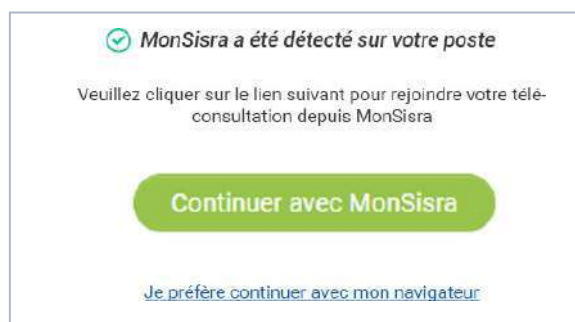 MonSisra a été détecté sur votre poste
Veuillez cliquer sur le lien suivant pour rejoindre votre télé-
consultation depuis MonSisra
Continuer avec MonSisra
Je préfère continuer avec mon navigateur